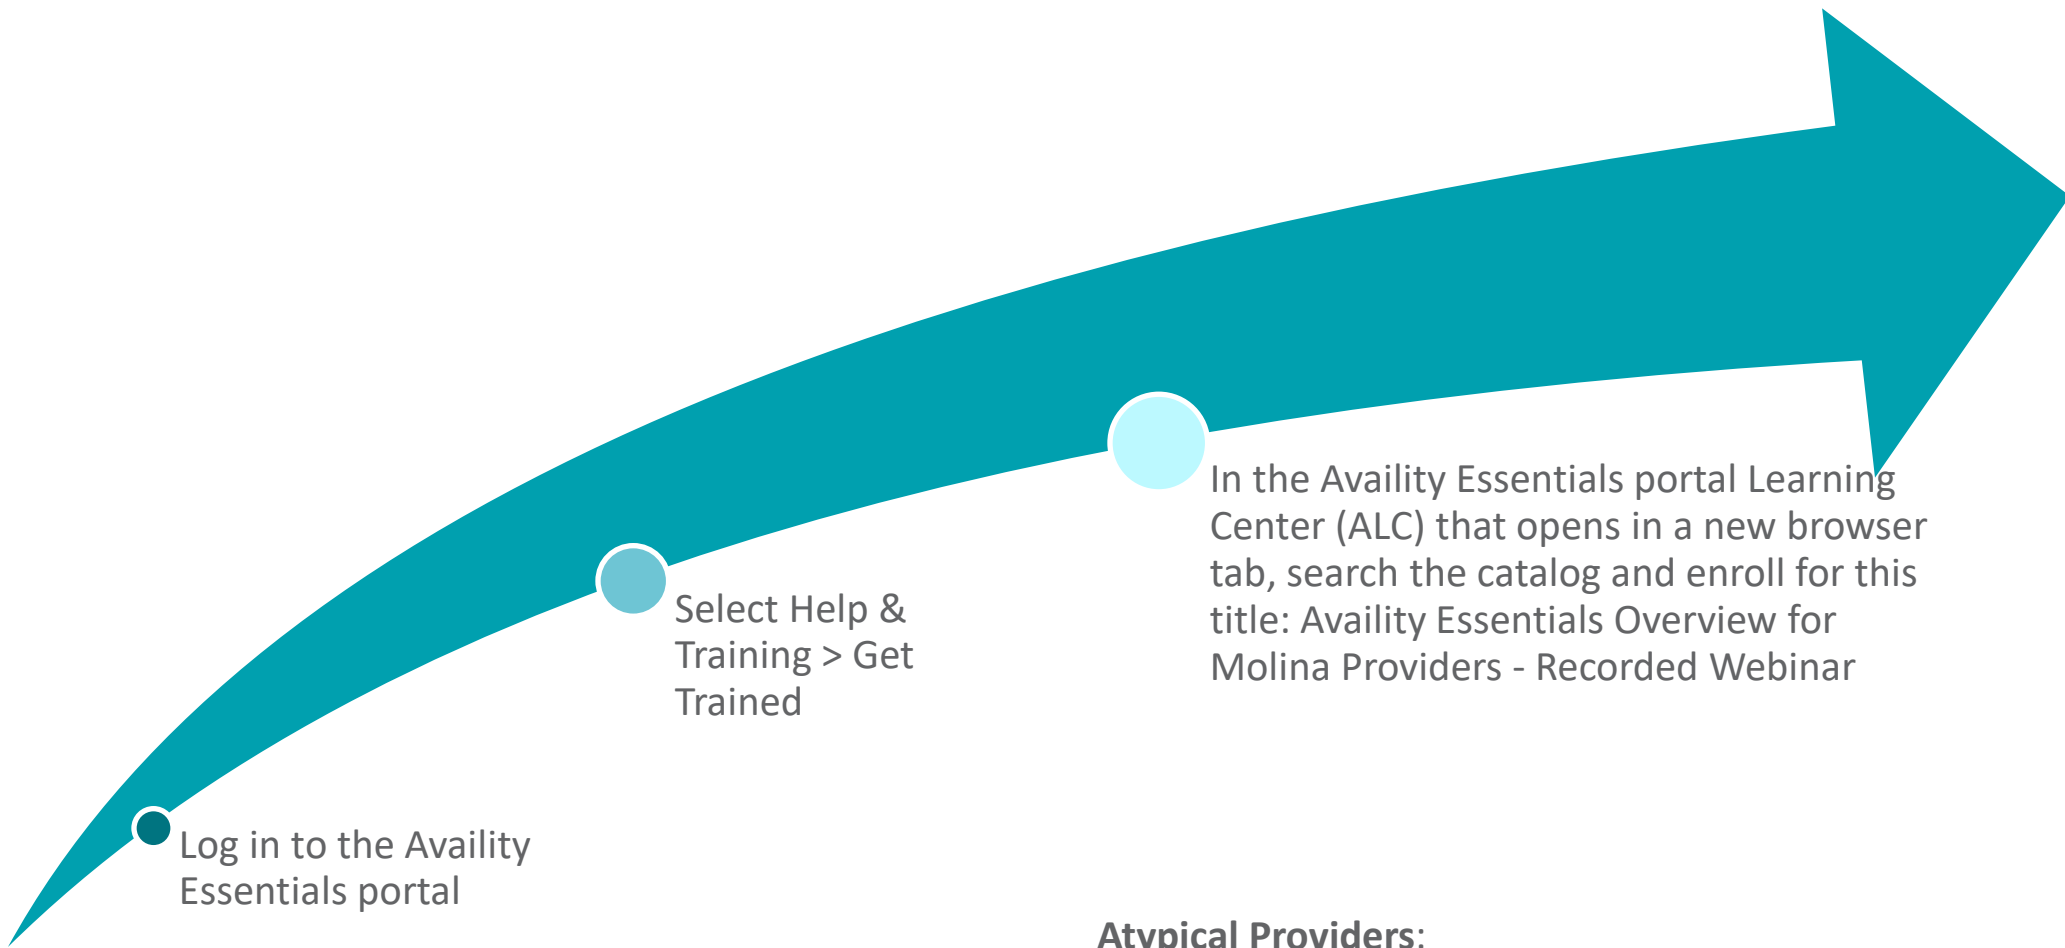 In the Availity Essentials portal Learning
Center (ALC) that opens in a new browser
tab, search the catalog and enroll for this
title: Availity Essentials Overview for
Molina Providers - Recorded Webinar
Select Help &
Training > Get
Trained
Log in to the Availity
Essentials portal
Atypical Providers: